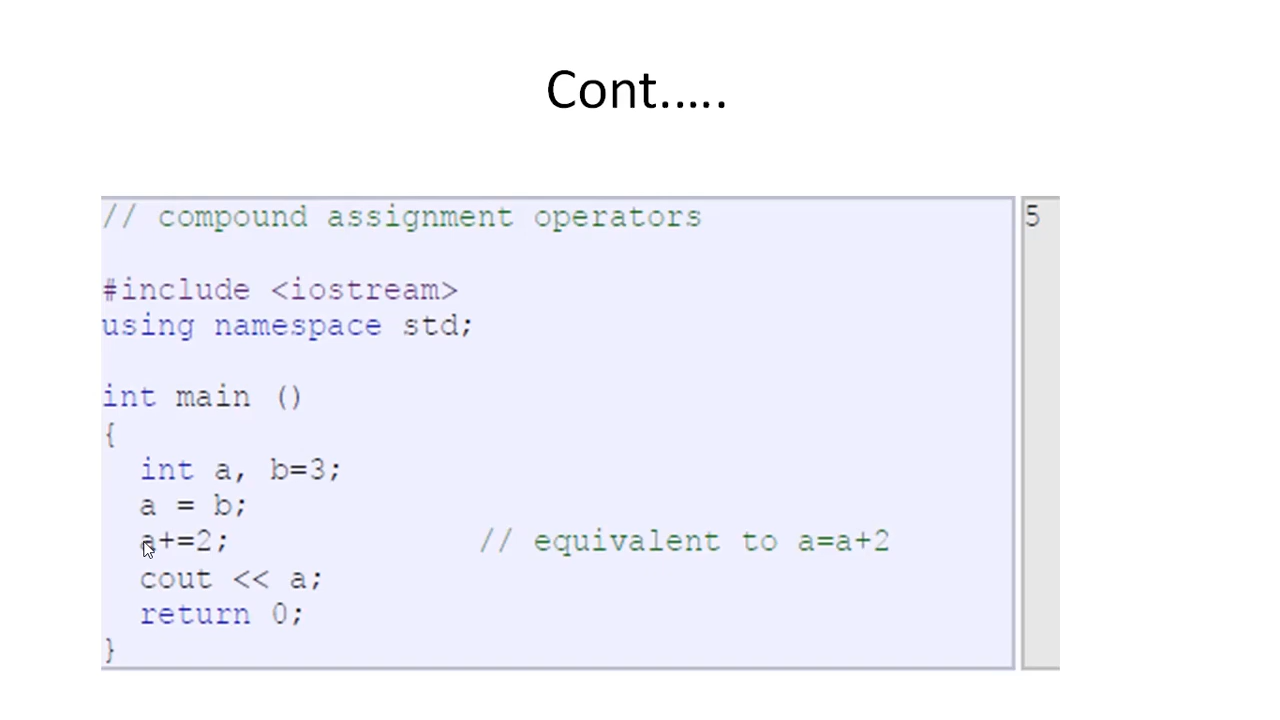 Cont.....
// compound assignment operators
5
#include <iostream>
using namespace std;
int main ()
{
int a, b=3;
a = b;
a+=2; // equivalent to a=a+2
cout << a;
return 0;
}